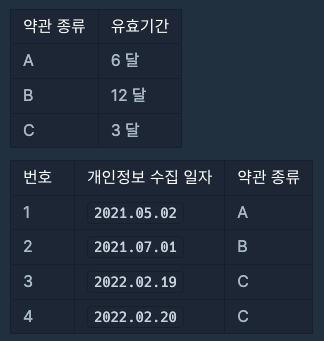 약관 종류 유효기간
A 6 달
B 12 달
C 3 달
번호 개인정보 수집 일자 약관 종류
1 2021.05.02 A
2 2021.07.01 B
3 2022.02.19 C
4 2022.02.20 C